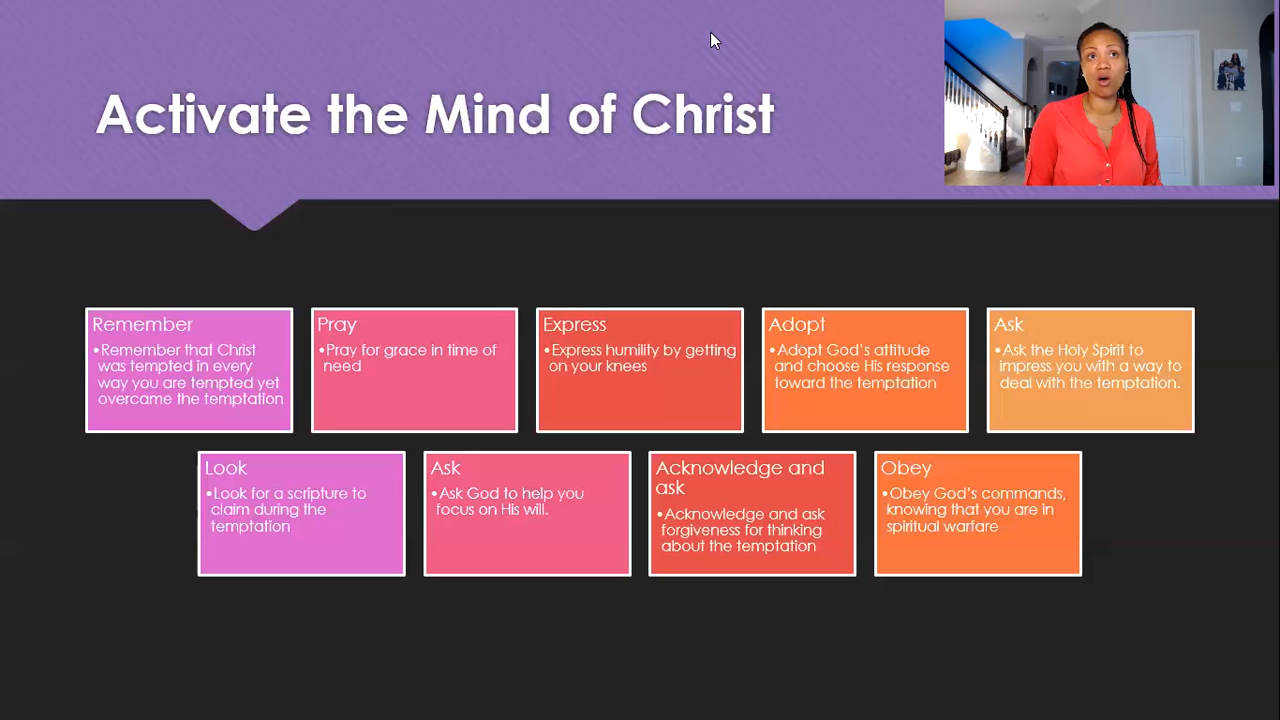 Activate the Mind of Christ
Remember
•Remember that Christ
was tempted in every
way you are tempted yet
overcame the temptation
Pray
•Pray for grace in time of
need
Express
•Express humility by getting
on your knees
Adopt
•Adopt God's attitude
and choose His response
toward the temptation
Ask
•Ask the Holy Spirit to
impress you with a way to
deal with the temptation.
Look
•Look for a scripture to
claim during the
temptation
Ask
•Ask God to help you
focus on His will.
Acknowledge and
ask
•Acknowledge and ask
forgiveness for thinking
about the temptation
Obey
•Obey God's commands,
knowing that you are in
spiritual warfare